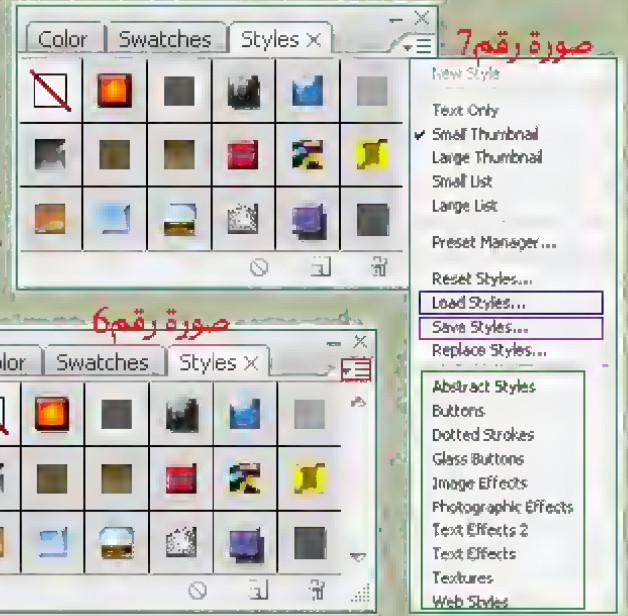 Color Swatches Styles ×
صورة رقم7
New Style
Text Only
Small Thumbnail
Large Thumbnail
Small List
Large List
Preset Manager...
Reset Styles...
Load Styles...
Save Styles...
Replace Styles...
Abstract Styles
Buttons
Dotted Strokes
Glass Buttons
Image Effects
Photographic Effects
Text Effects 2
Text Effects
Textures
Web Styles
صورة رقم6
olor Swatches Styles ×